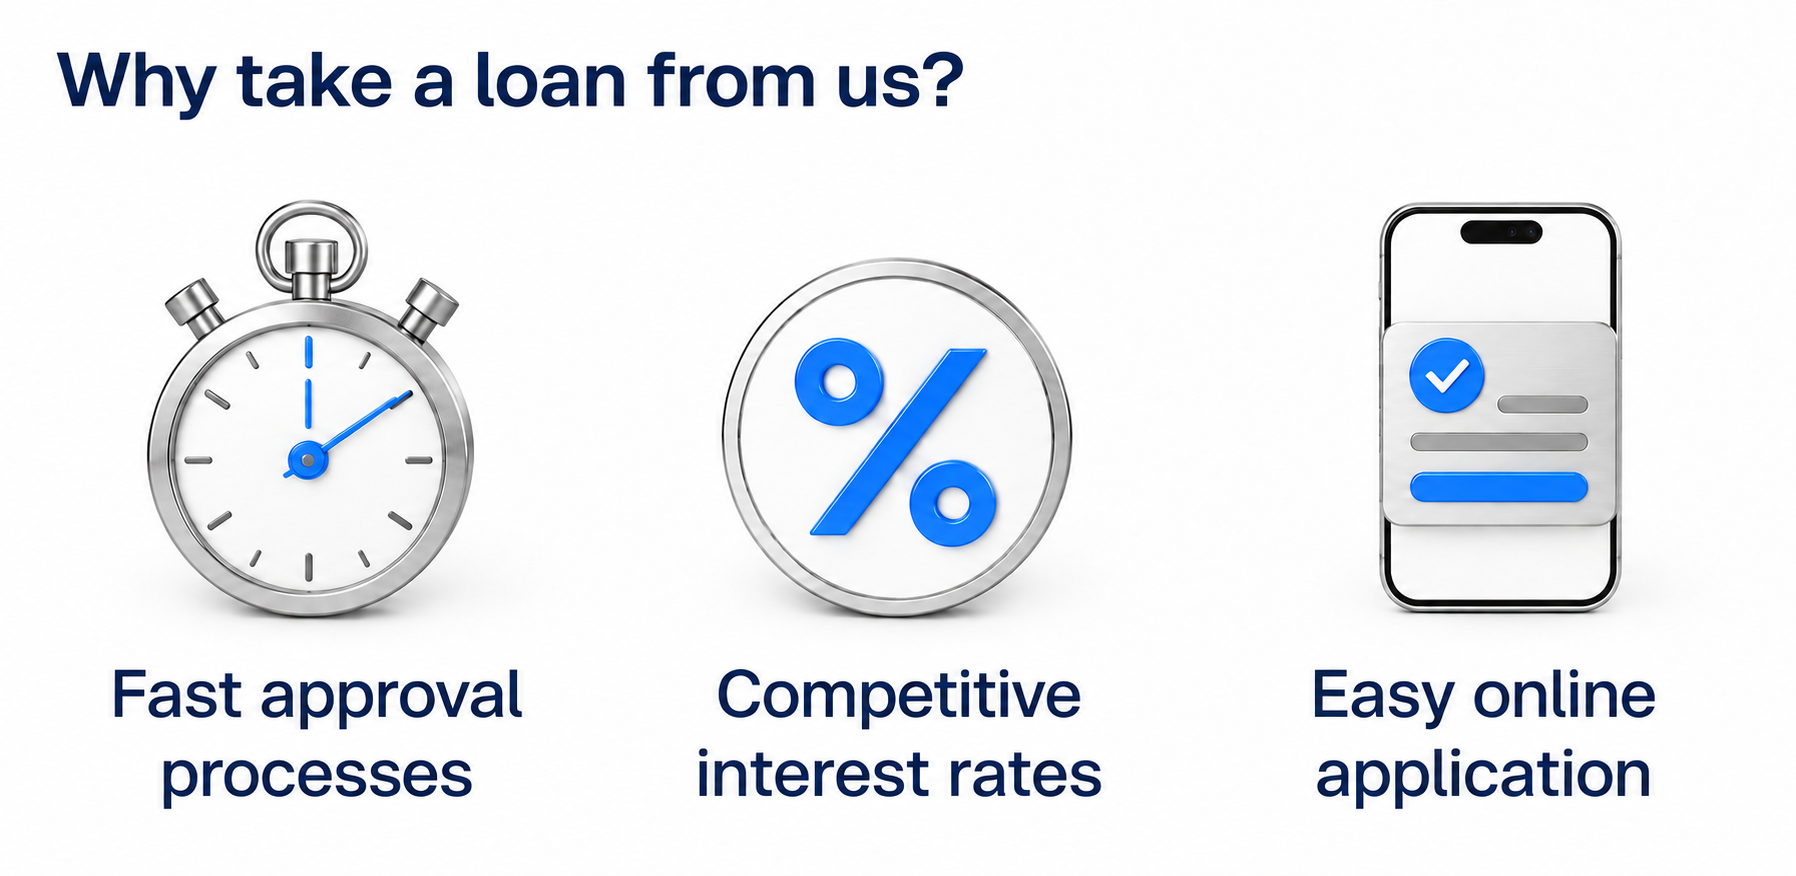 Why take a loan from us?
%
Fast approval
processes
Competitive
interest rates
Easy online
application